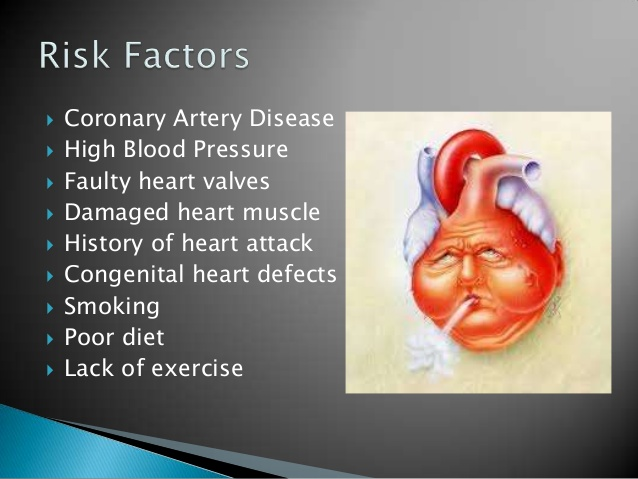 Risk Factors
Coronary Artery Disease
High Blood Pressure
Faulty heart valves
Damaged heart muscle
History of heart attack
Congenital heart defects
Smoking
Poor diet
Lack of exercise